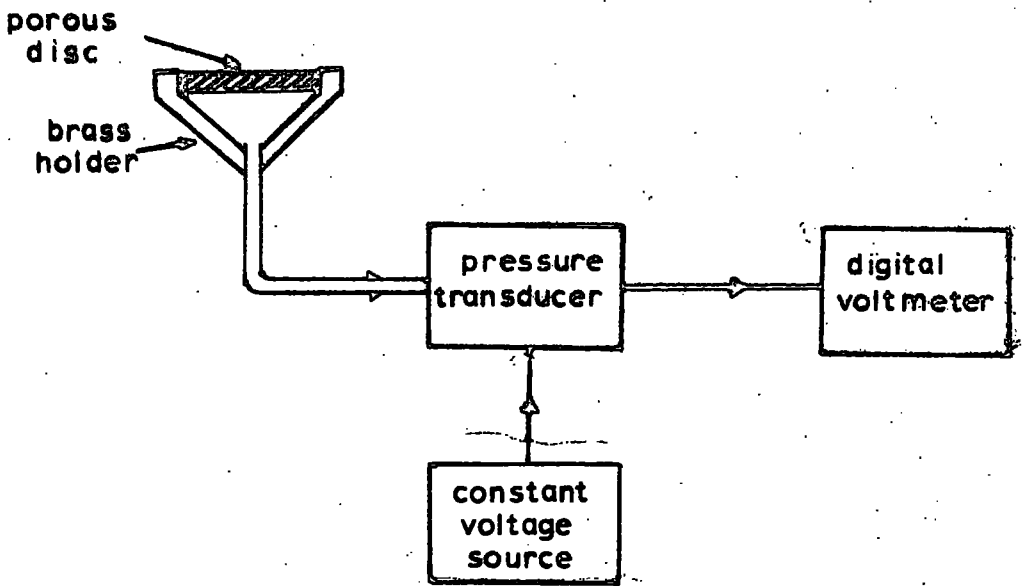 porous
disc
brass
holder
pressure
transducer
digital
voltmeter
constant
voltage
source